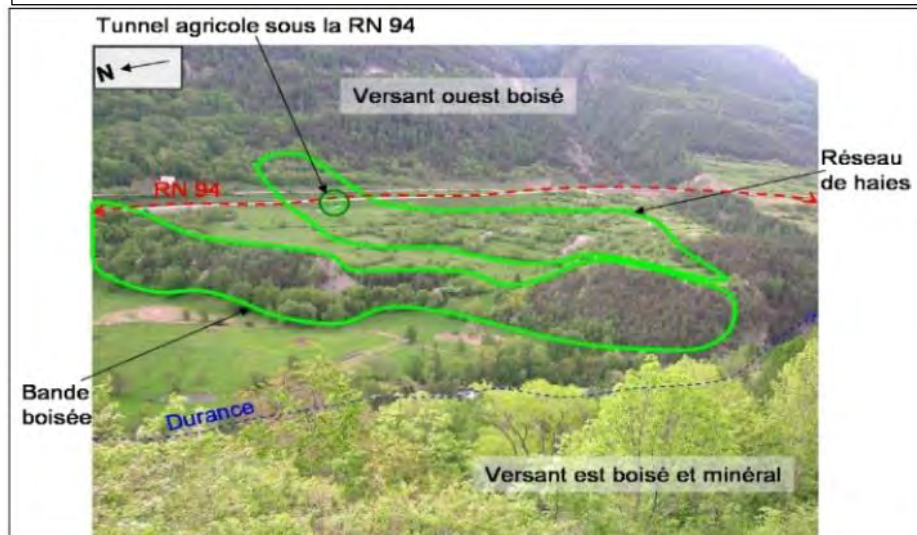 Tunnel agricole sous la RN 94
N
Versant ouest boisé
Réseau
de haies
RN 94
Bande
boisée
Durance
Versant est boisé et minéral